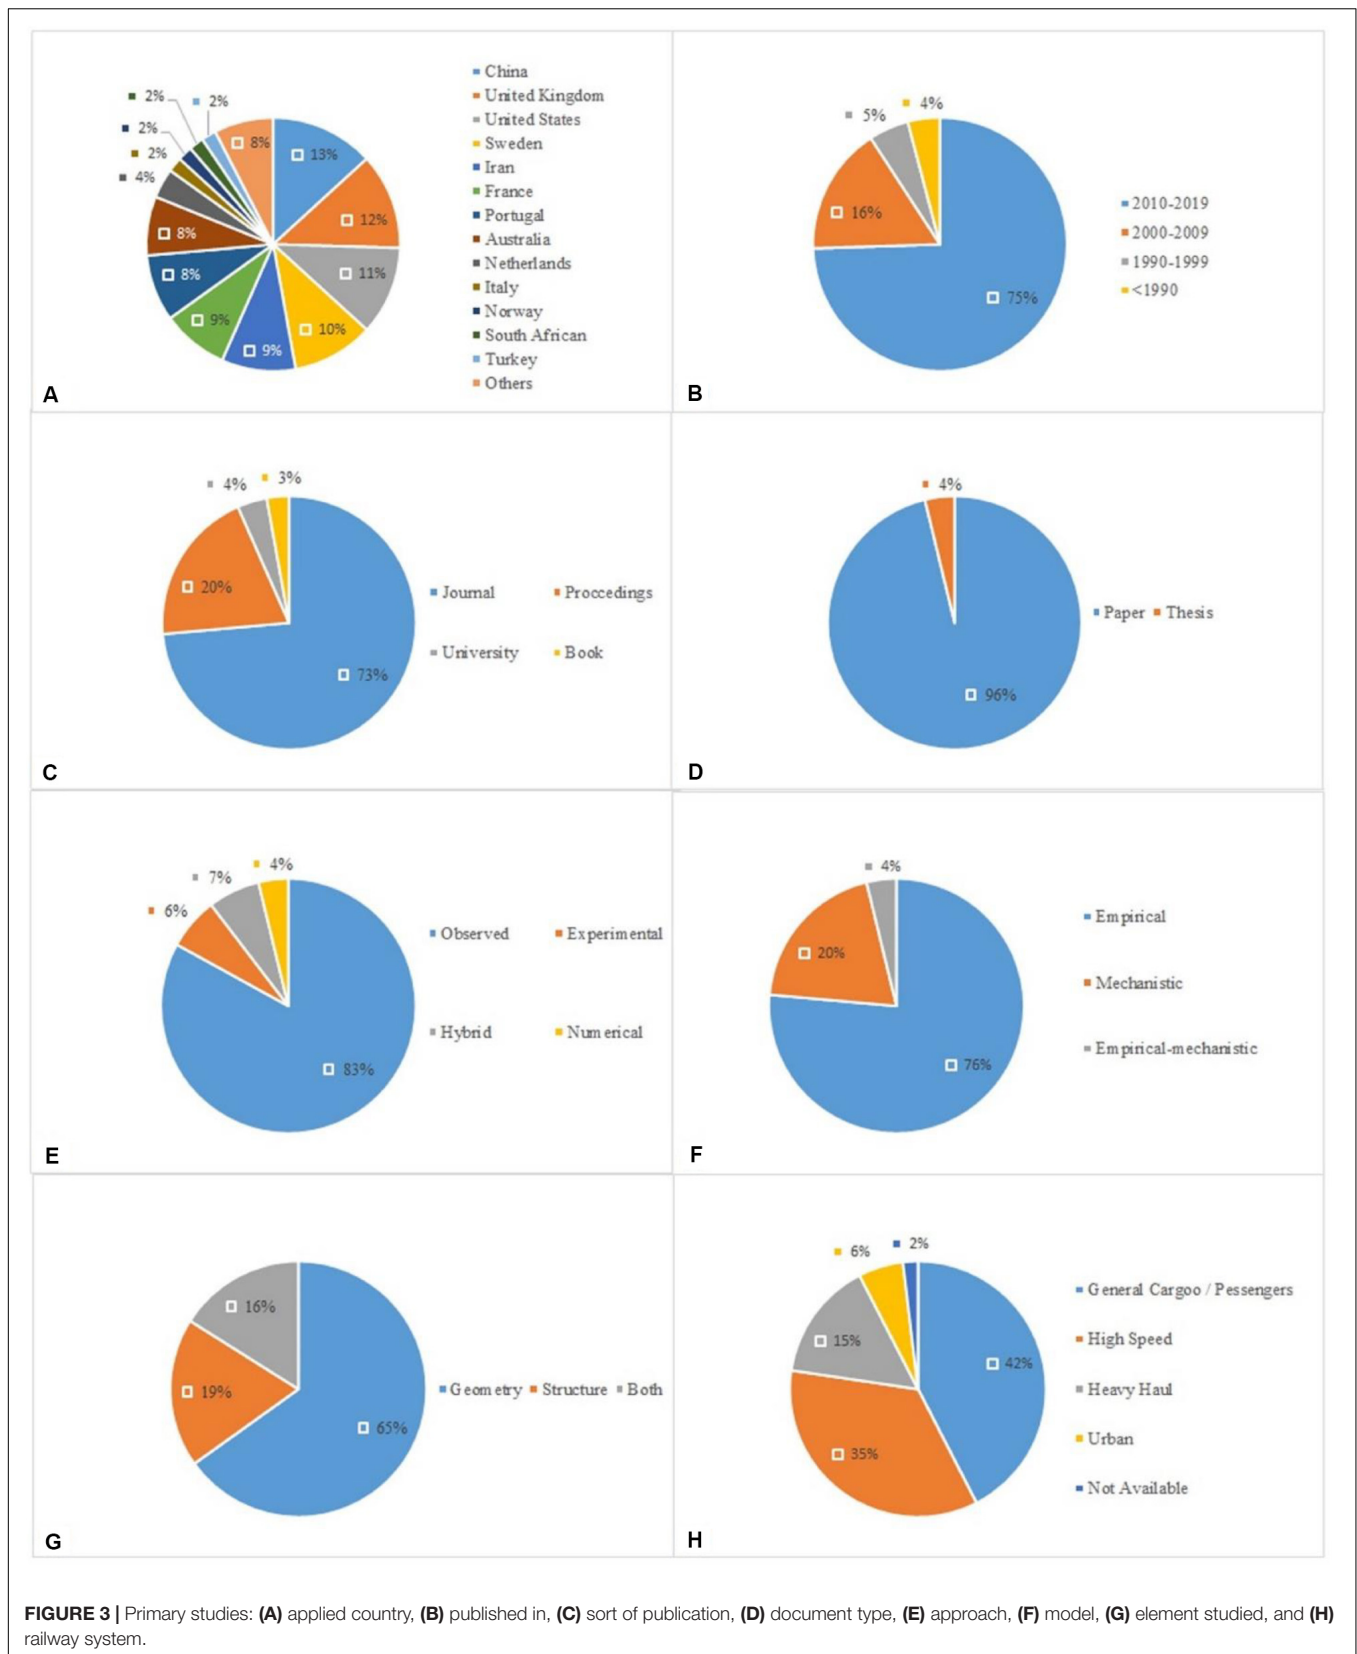 2%
2%
2%
2%
4%
8%
8%
9%
9%
10%
11%
12%
13%
8%
China
United Kingdom
United States
Sweden
Iran
France
Portugal
Australia
Netherlands
Italy
Norway
South African
Turkey
Others
A
5%
4%
16%
75%
2010-2019
2000-2009
1990-1999
<1990
B
4%
3%
20%
73%
Journal
Proccedings
University
Book
C
4%
96%
Paper
Thesis
D
6%
7%
4%
83%
Observed
Experimental
Hybrid
Numerical
E
4%
20%
76%
Empirical
Mechanistic
Empirical-mechanistic
F
16%
19%
65%
Geometry
Structure
Both
G
6%
2%
15%
42%
35%
General Cargoo / Pessengers
High Speed
Heavy Haul
Urban
Not Available
H
FIGURE 3 | Primary studies: (A) applied country, (B) published in, (C) sort of publication, (D) document type, (E) approach, (F) model, (G) element studied, and (H)
railway system.